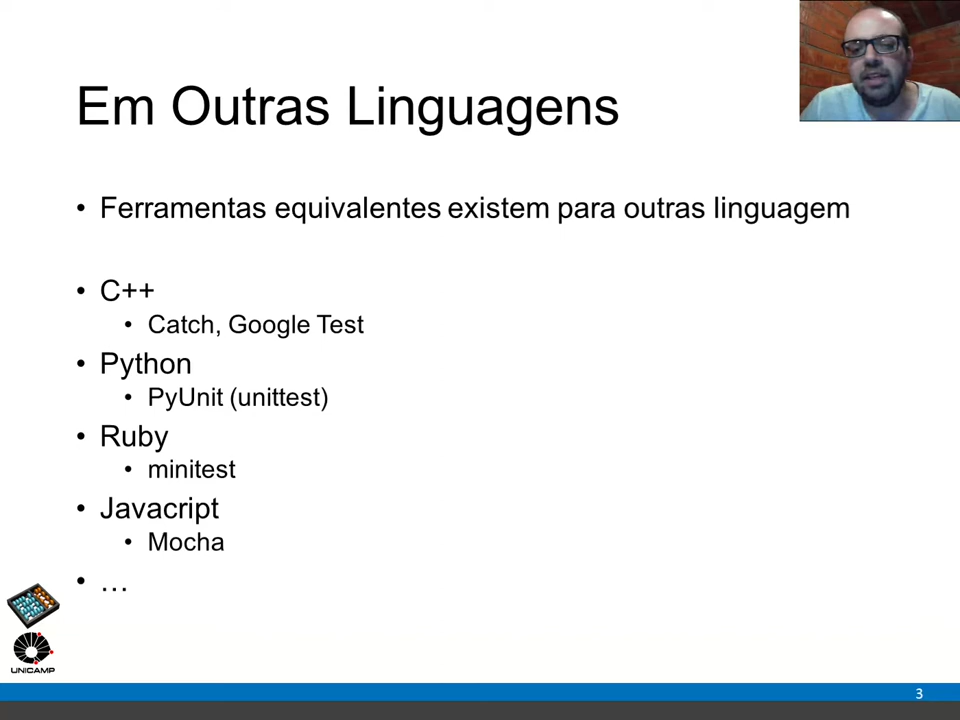 Em Outras Linguagens
• Ferramentas equivalentes existem para outras linguagem
• C++
• Catch, Google Test
• Python
• PyUnit (unittest)
• Ruby
• minitest
• Javacript
• Mocha
• …
UNICAMP
3